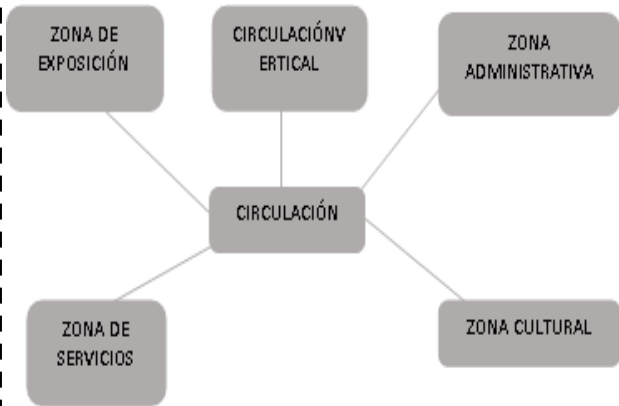 ZONA DE
EXPOSICIÓN
CIRCULACIÓNV
ERTICAL
ZONA
ADMINISTRATIVA
CIRCULACIÓN
ZONA DE
SERVICIOS
ZONA CULTURAL